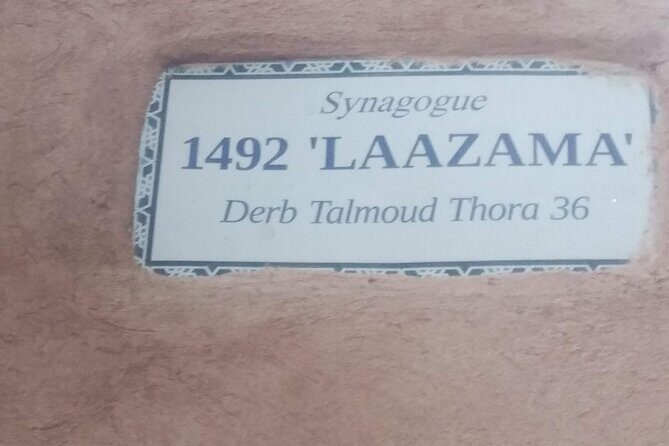 Synagogue
1492 'LAAZAMA'
Derb Talmoud Thora 36